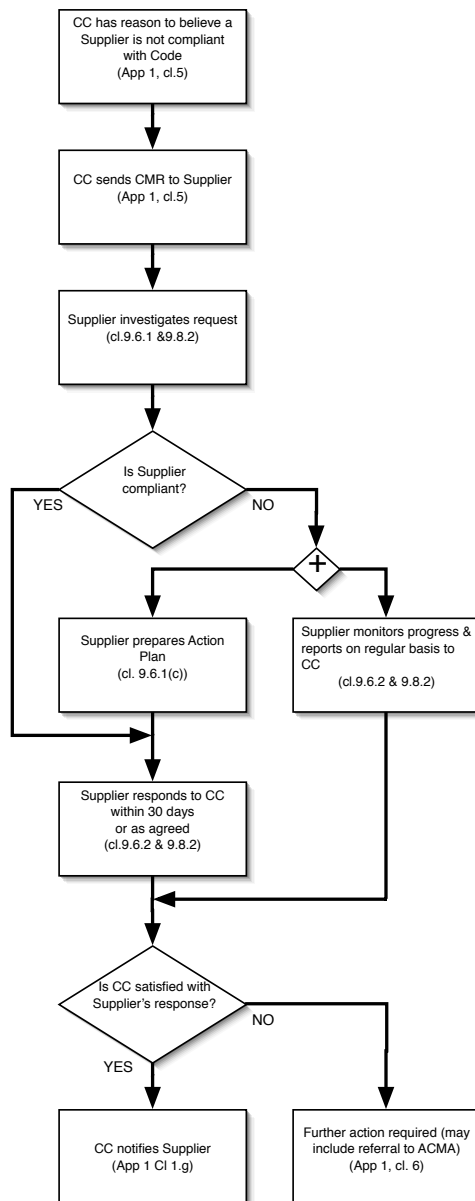 CC has reason to believe a
Supplier is not compliant
with Code
(App 1, cl.5)
CC sends CMR to Supplier
(App 1, cl.5)
Supplier investigates request
(cl.9.6.1 &9.8.2)
Is Supplier
compliant?
YES
NO
+
Supplier prepares Action
Plan
(cl. 9.6.1(c))
Supplier monitors progress &
reports on regular basis to
CC
(cl.9.6.2 & 9.8.2)
Supplier responds to CC
within 30 days
or as agreed
(cl.9.6.2 & 9.8.2)
Is CC satisfied with
Supplier's response?
NO
YES
CC notifies Supplier
(App 1 Cl 1.g)
Further action required (may
include referral to ACMA)
(App 1, cl. 6)